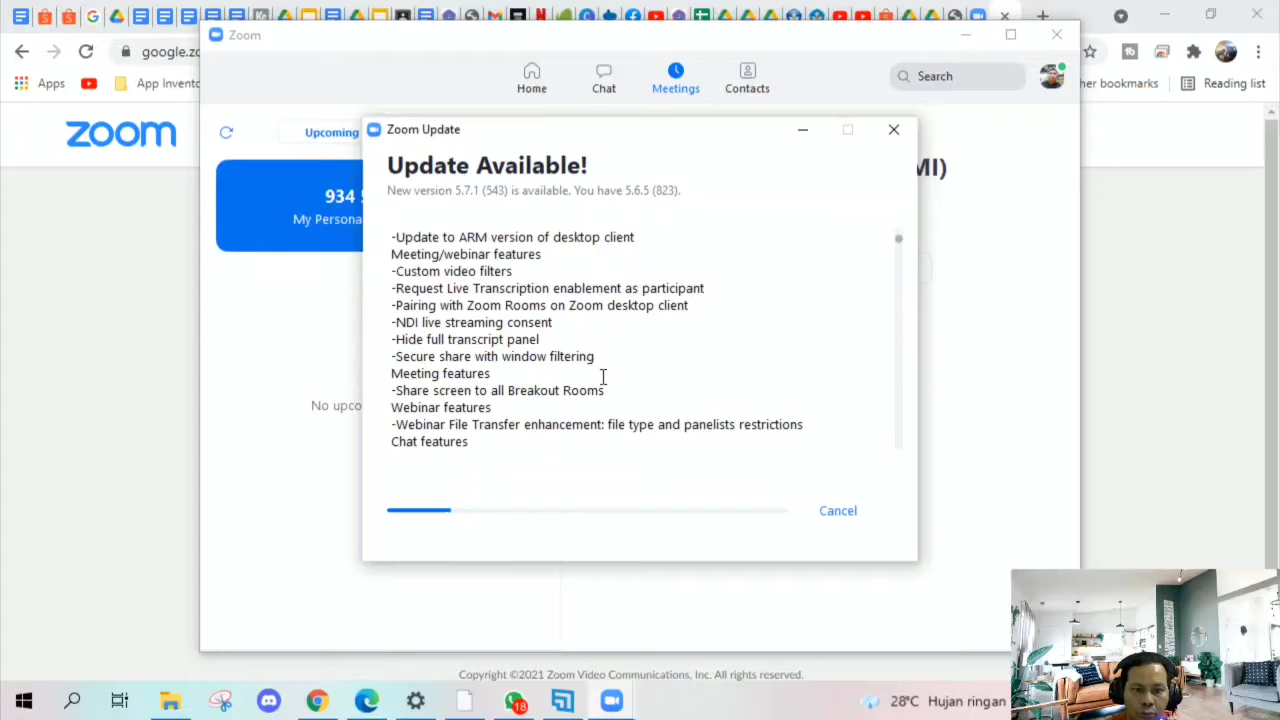 Zoom
google.zo
Home
Chat
Meetings
Contacts
Search
Apps
App Invento
her bookmarks
Reading list
zoom
Upcoming
934
My Persona
MI)
Zoom Update
Update Available!
New version 5.7.1 (543) is available. You have 5.6.5 (823).
-Update to ARM version of desktop client
Meeting/webinar features
-Custom video filters
-Request Live Transcription enablement as participant
-Pairing with Zoom Rooms on Zoom desktop client
-NDI live streaming consent
-Hide full transcript panel
-Secure share with window filtering
Meeting features
-Share screen to all Breakout Rooms
Webinar features
-Webinar File Transfer enhancement: file type and panelists restrictions
Chat features
No upco
Cancel
Copyright ©2021 Zoom Video Communications, Inc. All rights reserved.
18
28°C Hujan ringan